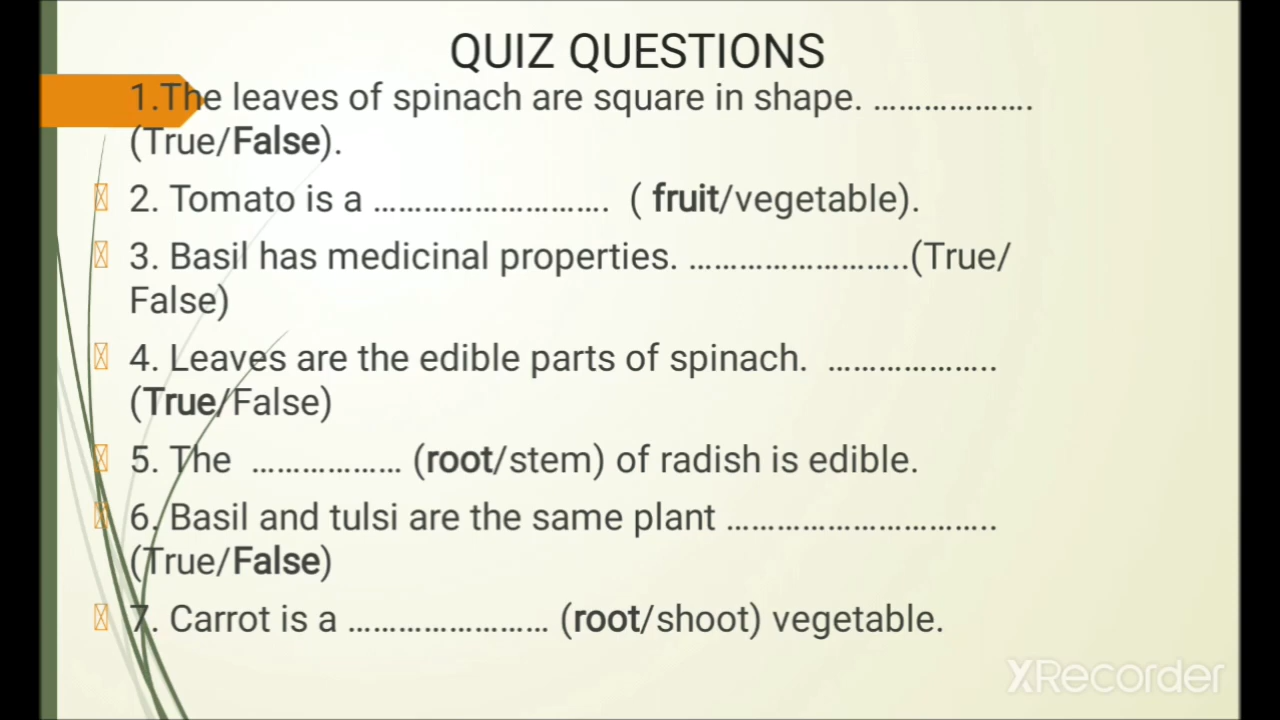 QUIZ QUESTIONS
1.The leaves of spinach are square in shape. ……………….
(True/False).
2. Tomato is a ………………………. ( fruit/vegetable).
3. Basil has medicinal properties. ……………………..(True/
False)
4. Leaves are the edible parts of spinach. ………………..
(True/False)
5. The ……………… (root/stem) of radish is edible.
6. Basil and tulsi are the same plant …………………………..
(True/False)
7. Carrot is a …………………… (root/shoot) vegetable.
XRecorder